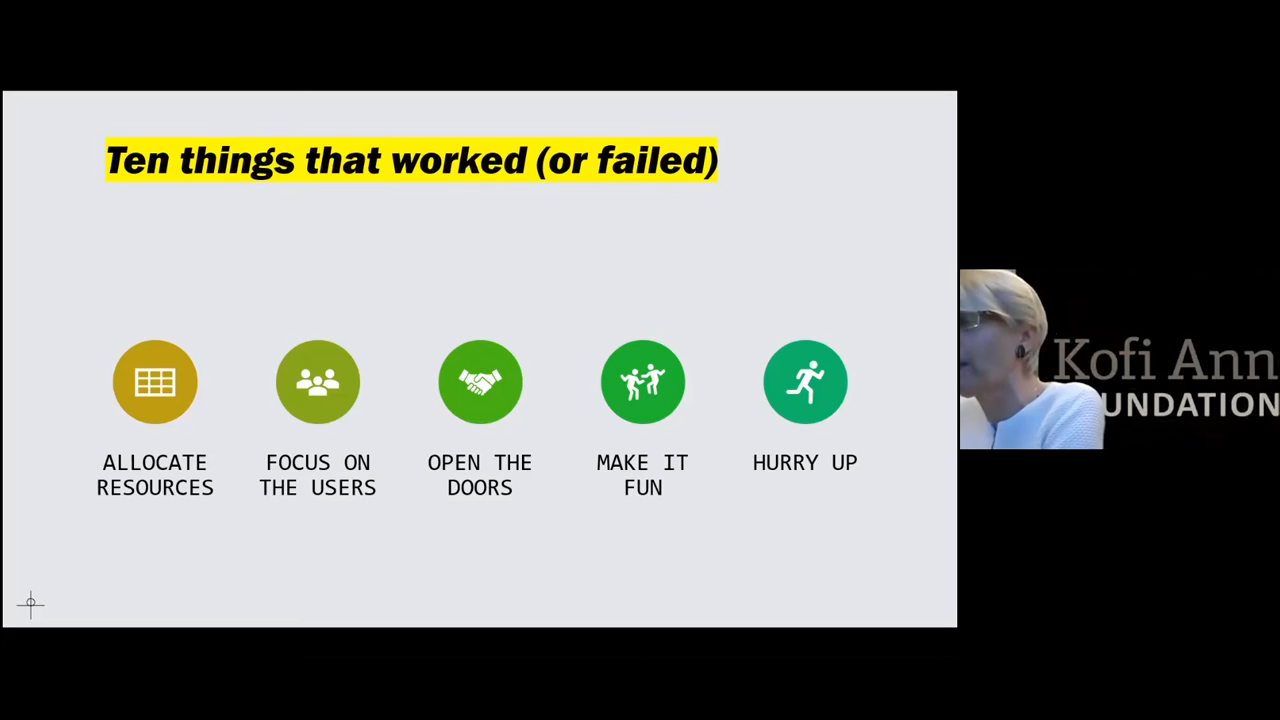 Ten things that worked (or failed)
ALLOCATE
RESOURCES
FOCUS ON
THE USERS
OPEN THE
DOORS
MAKE IT
FUN
HURRY UP
Kofi Ann
UNDATION